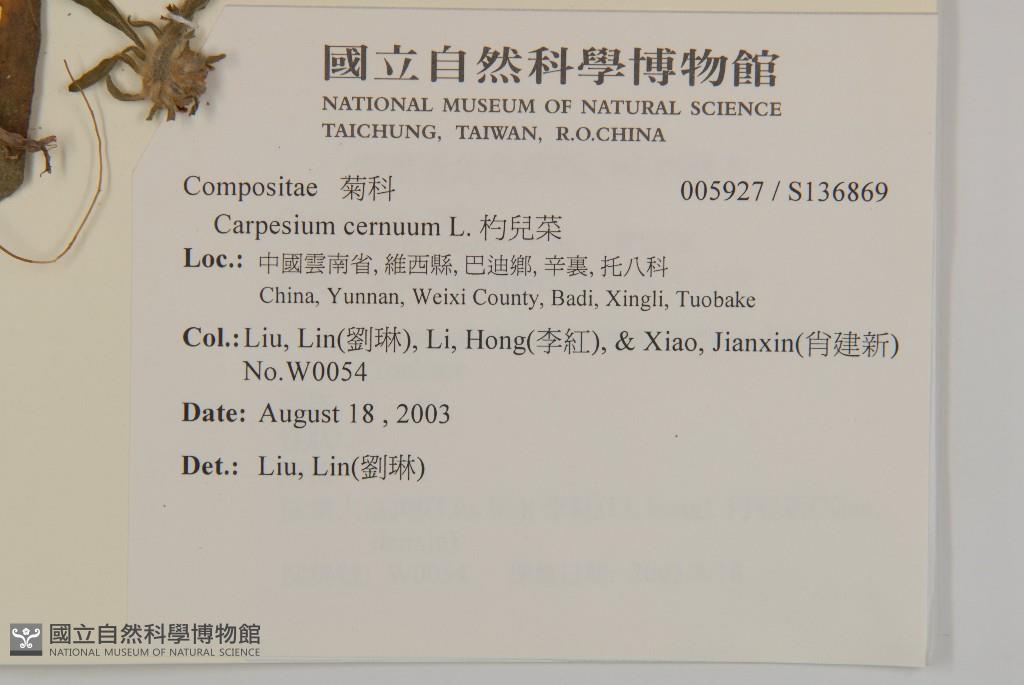 國立自然科學博物館
NATIONAL MUSEUM OF NATURAL SCIENCE
TAICHUNG, TAIWAN, R.O.CHINA
Compositae 菊科 005927 / S136869
Carpesium cernuum L. 杓兒菜
Loc.: 中國雲南省, 維西縣, 巴迪鄉, 辛裏, 托八科
China, Yunnan, Weixi County, Badi, Xingli, Tuobake
Col.: Liu, Lin(劉琳), Li, Hong(李紅), & Xiao, Jianxin(肖建新)
No.W0054
Date: August 18 , 2003
Det.: Liu, Lin(劉琳)
國立自然科學博物館
NATIONAL MUSEUM OF NATURAL SCIENCE